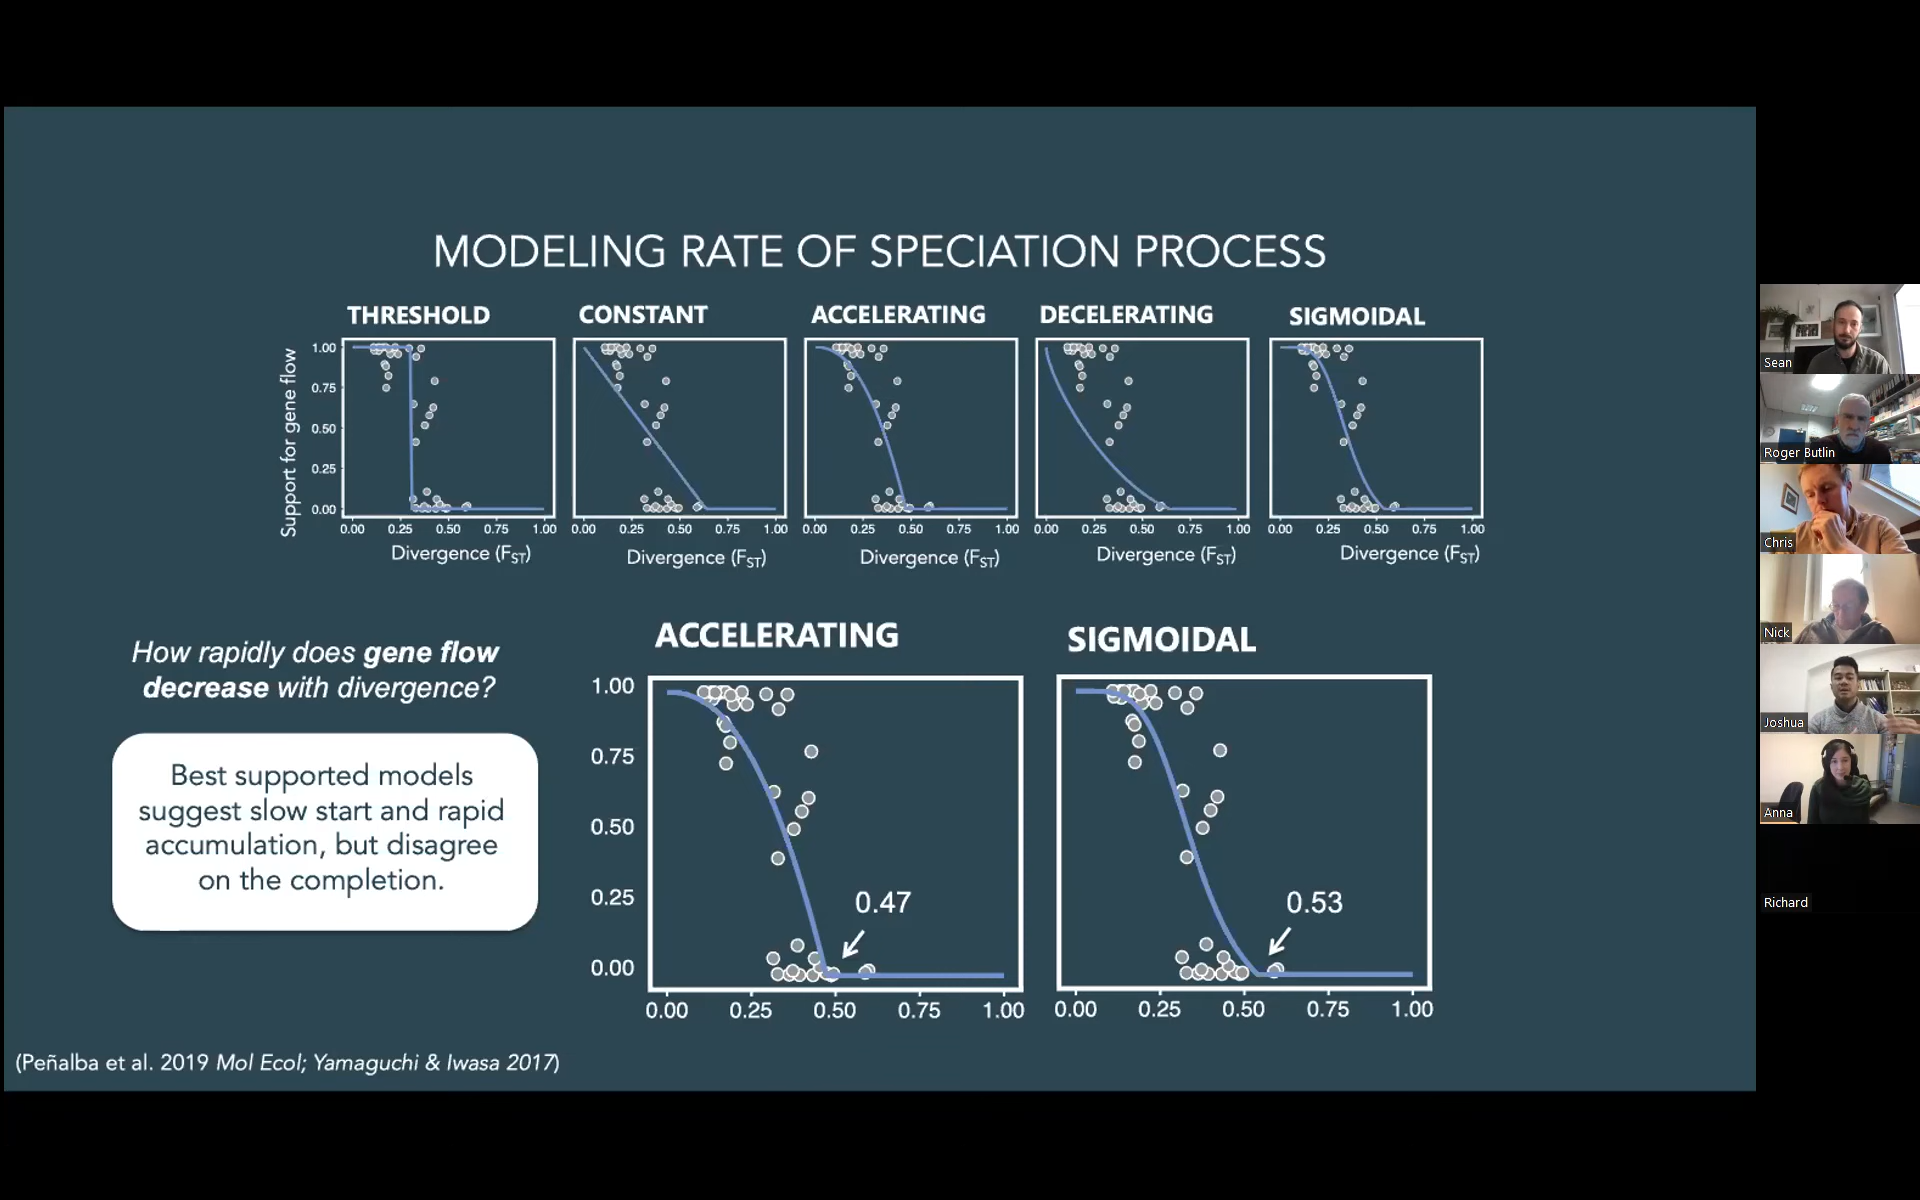 MODELING RATE OF SPECIATION PROCESS
THRESHOLD
CONSTANT
ACCELERATING
DECELERATING
SIGMOIDAL
Support for gene flow
1.00
0.75
0.50
0.25
0.00
0.00 0.25 0.50 0.75 1.00
0.00 0.25 0.50 0.75 1.00
0.00 0.25 0.50 0.75 1.00
0.00 0.25 0.50 0.75 1.00
0.00 0.25 0.50 0.75 1.00
Divergence (FST)
Divergence (FST)
Divergence (FST)
Divergence (FST)
Divergence (FST)
How rapidly does gene flow
decrease with divergence?
Best supported models
suggest slow start and rapid
accumulation, but disagree
on the completion.
ACCELERATING
1.00
0.75
0.50
0.25
0.00
0.47
0.00 0.25 0.50 0.75 1.00
SIGMOIDAL
0.53
0.00 0.25 0.50 0.75 1.00
(Peñalba et al. 2019 Mol Ecol; Yamaguchi & Iwasa 2017)
Sean
Roger Butlin
Chris
Nick
Joshua
Anna
Richard